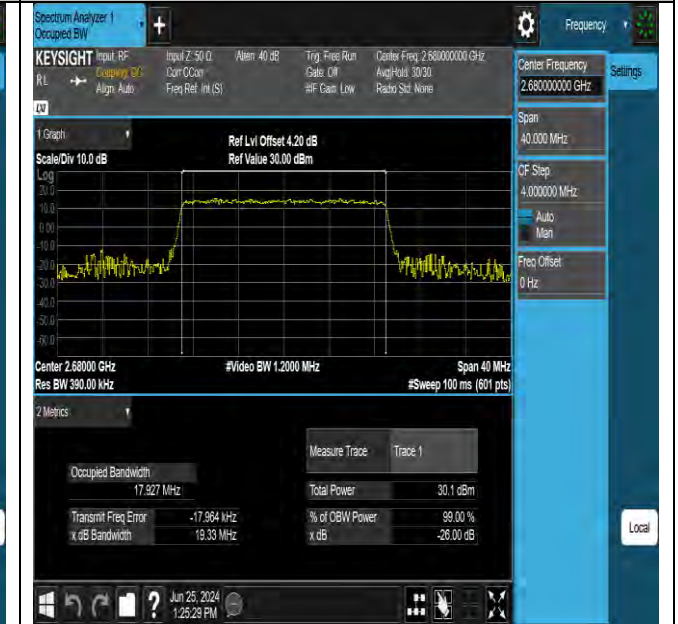 Spectrum Analyzer 1
Occupied BW
Frequency
KEYSIGHT Input: RF Input Z: 50 Ω Atten: 40 dB Trig: Free Run Center Freq: 2.680000000 GHz
RL Coupling: DC Corr CCorr Gate: Off Avg|Hold: 30/30
Align: Auto Freq Ref: Int (S) #IF Gain: Low Radio Std: None
LXI
Center Frequency
2.680000000 GHz
Settings
Span
40.000 MHz
CF Step
4.000000 MHz
Auto
Man
Freq Offset
0 Hz
1 Graph
Ref Lvl Offset 4.20 dB
Scale/Div 10.0 dB Ref Value 30.00 dBm
Log
20.0
10.0
0.00
-10.0
-20.0
-30.0
-40.0
-50.0
-60.0
Center 2.68000 GHz #Video BW 1.2000 MHz Span 40 MHz
Res BW 390.00 kHz #Sweep 100 ms (601 pts)
2 Metrics
Measure Trace Trace 1
Occupied Bandwidth
17.927 MHz
Total Power 30.1 dBm
Transmit Freq Error -17.964 kHz % of OBW Power 99.00 %
x dB Bandwidth 19.33 MHz x dB -26.00 dB
Local
?
Jun 25, 2024
1:25:29 PM